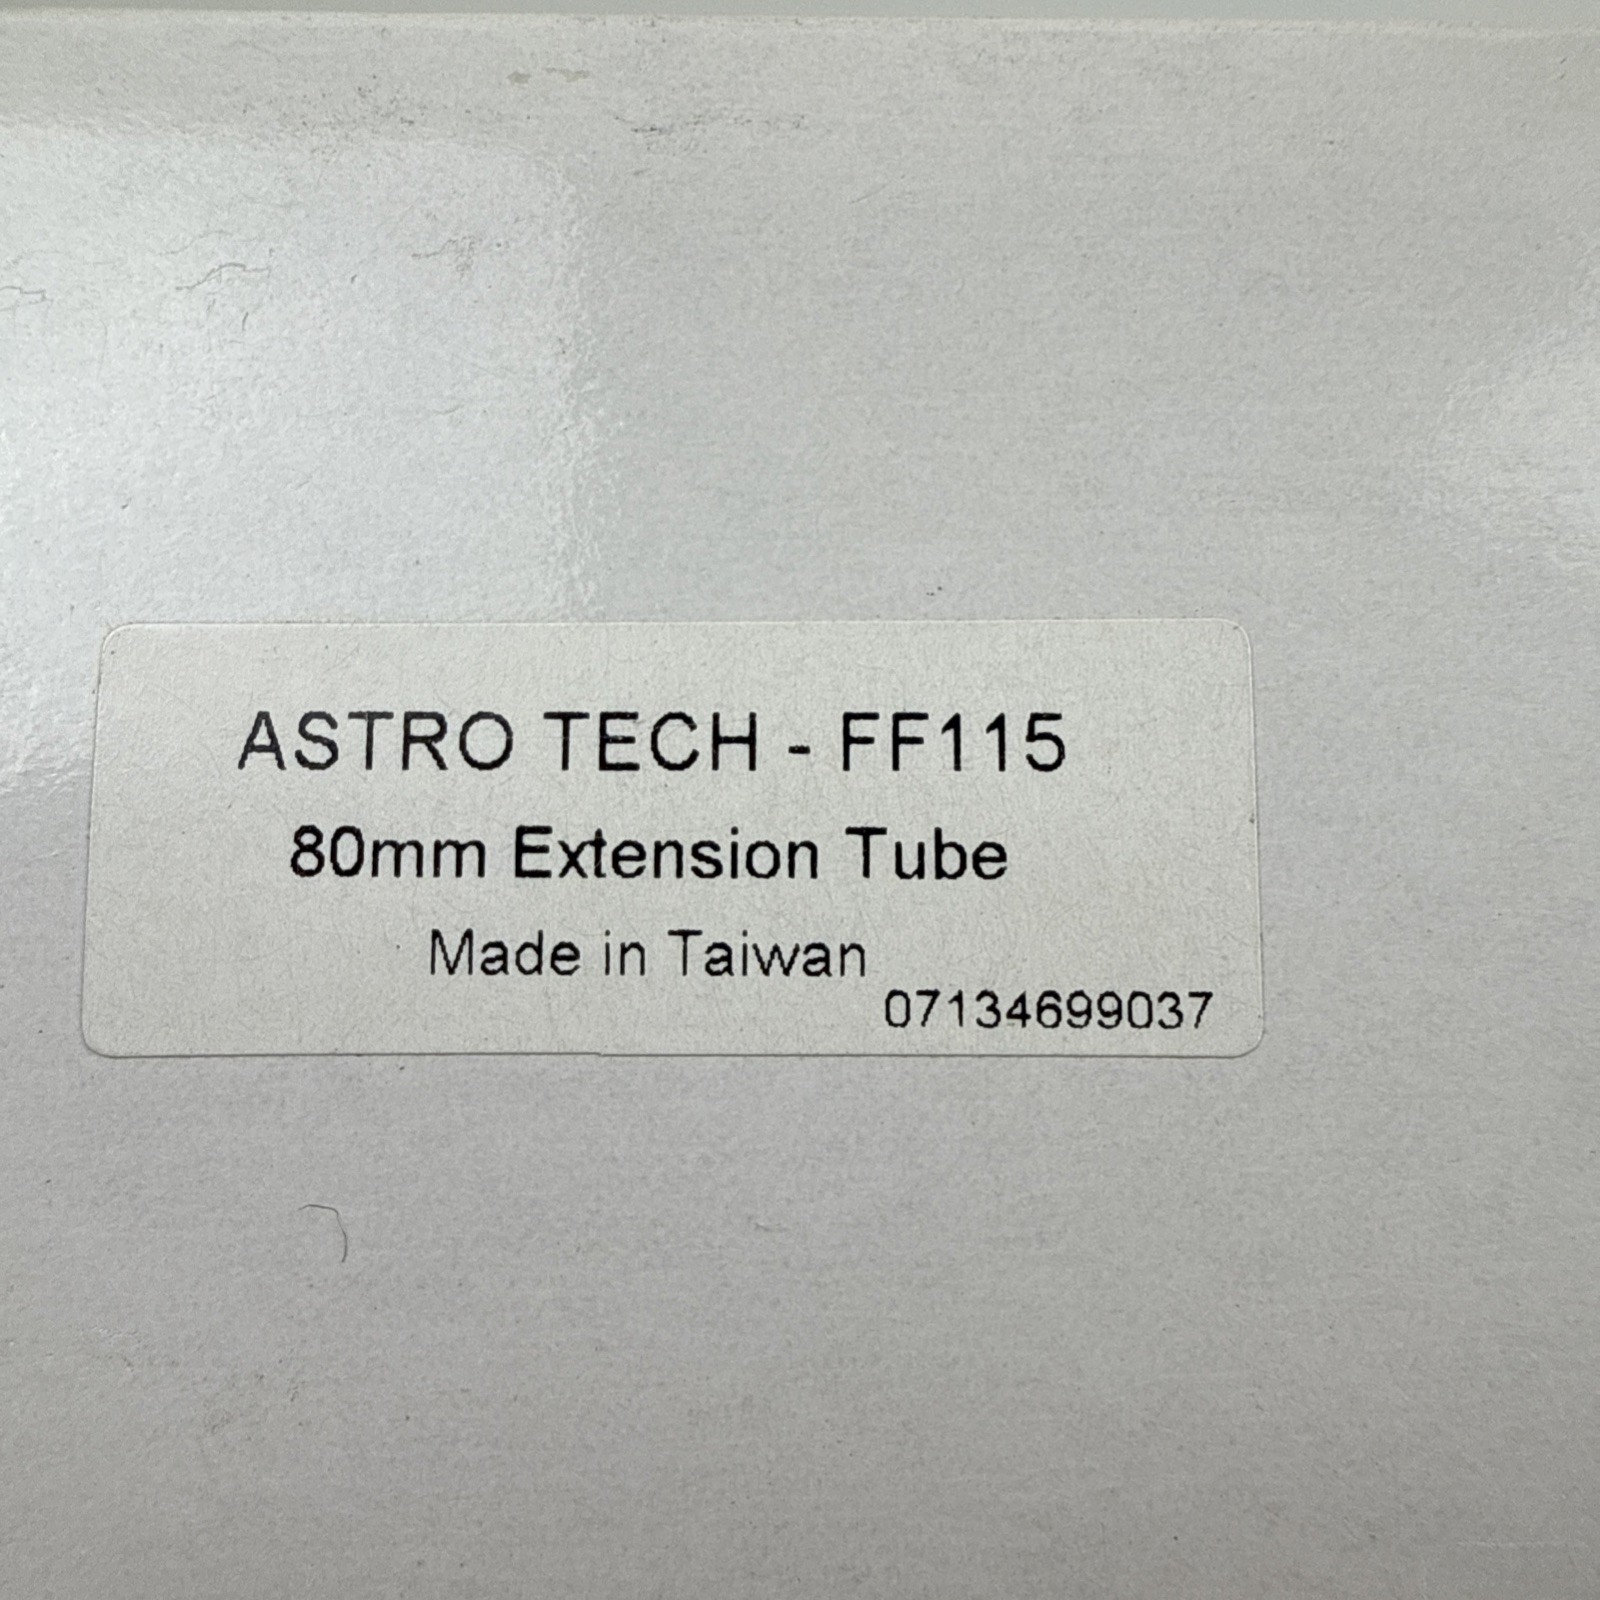 ASTRO TECH - FF115
80mm Extension Tube
Made in Taiwan
07134699037